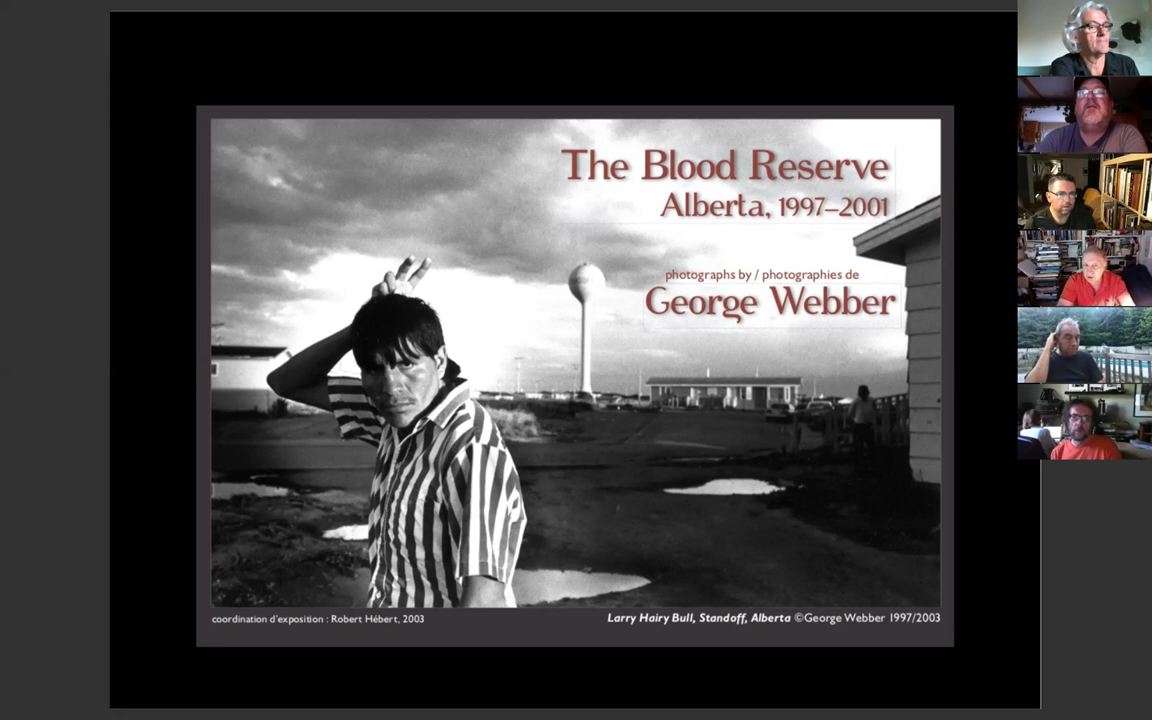 The Blood Reserve
Alberta, 1997–2001
photographs by / photographies de
George Webber
coordination d'exposition : Robert Hébert, 2003
Larry Hairy Bull, Standoff, Alberta ©George Webber 1997/2003